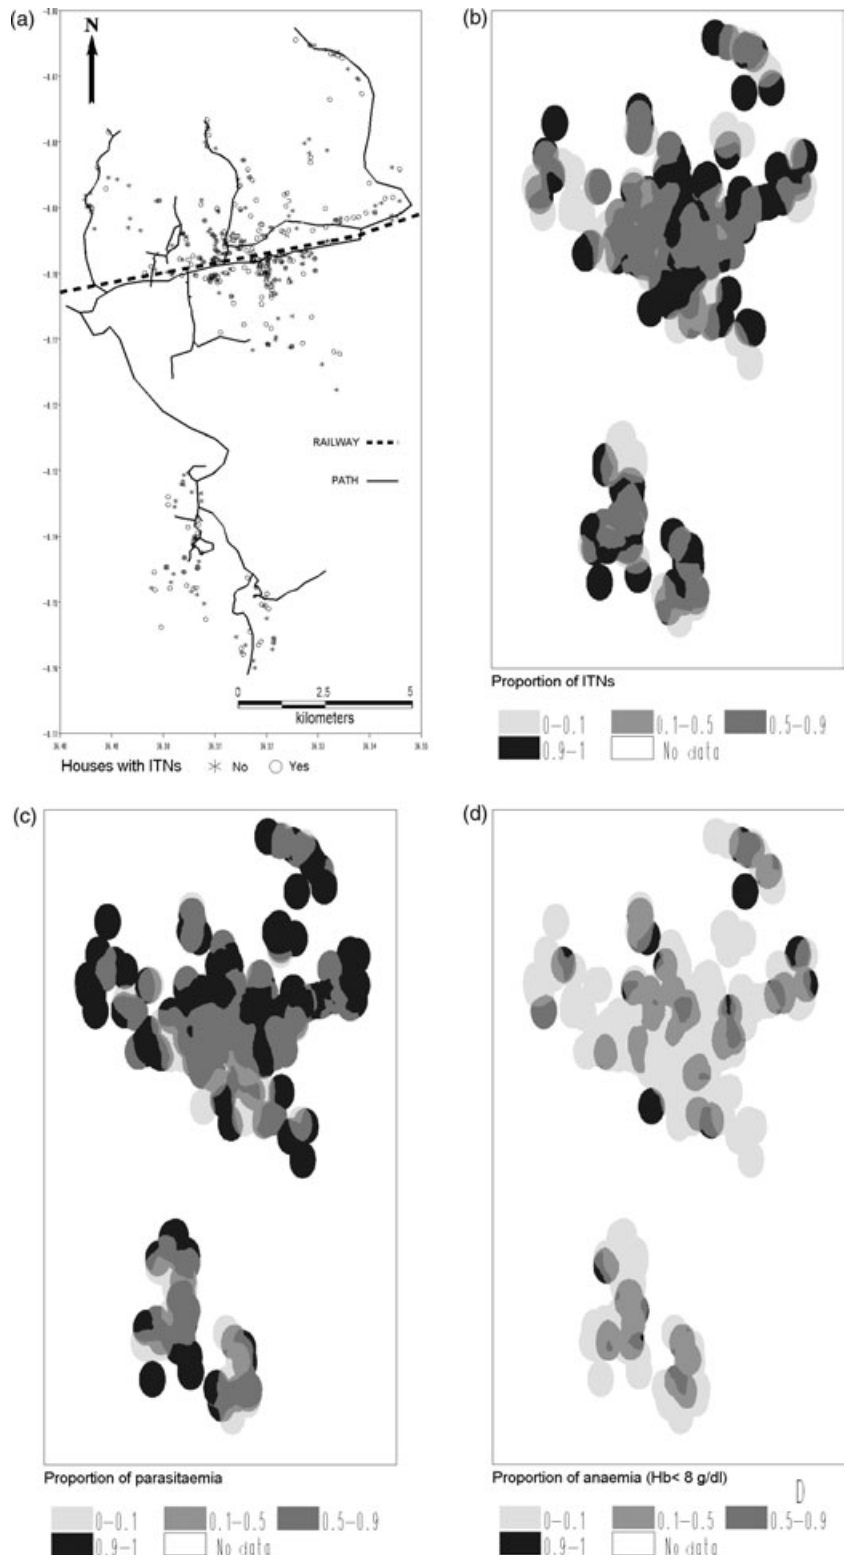 (a)
N
RAILWAY
PATH
0 2.5 5
kilometers
Houses with ITNs No Yes
(b)
Proportion of ITNs
0-0.1 0.1-0.5 0.5-0.9
0.9-1 No data
(c)
Proportion of parasitaemia
0-0.1 0.1-0.5 0.5-0.9
0.9-1 No data
(d)
Proportion of anaemia (Hb< 8 g/dl)
D
0-0.1 0.1-0.5 0.5-0.9
0.9-1 No data